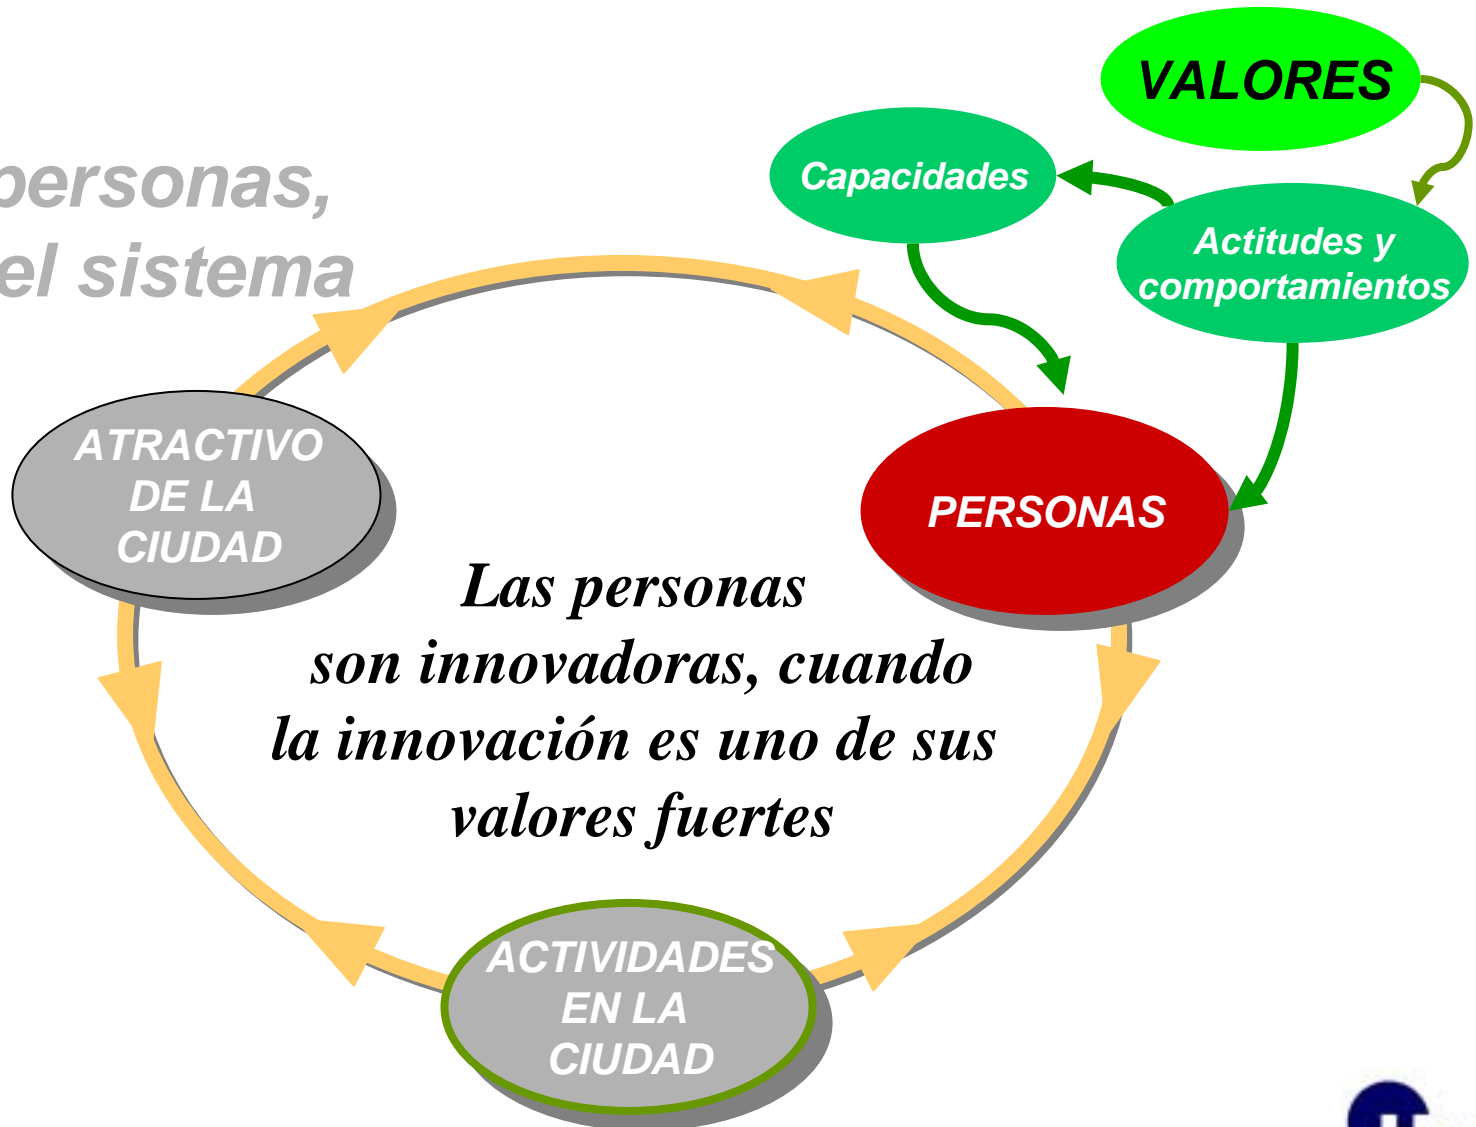 VALORES
Capacidades
personas,
el sistema
Actitudes y
comportamientos
ATRACTIVO
DE LA
CIUDAD
PERSONAS
Las personas
son innovadoras, cuando
la innovación es uno de sus
valores fuertes
ACTIVIDADES
EN LA
CIUDAD